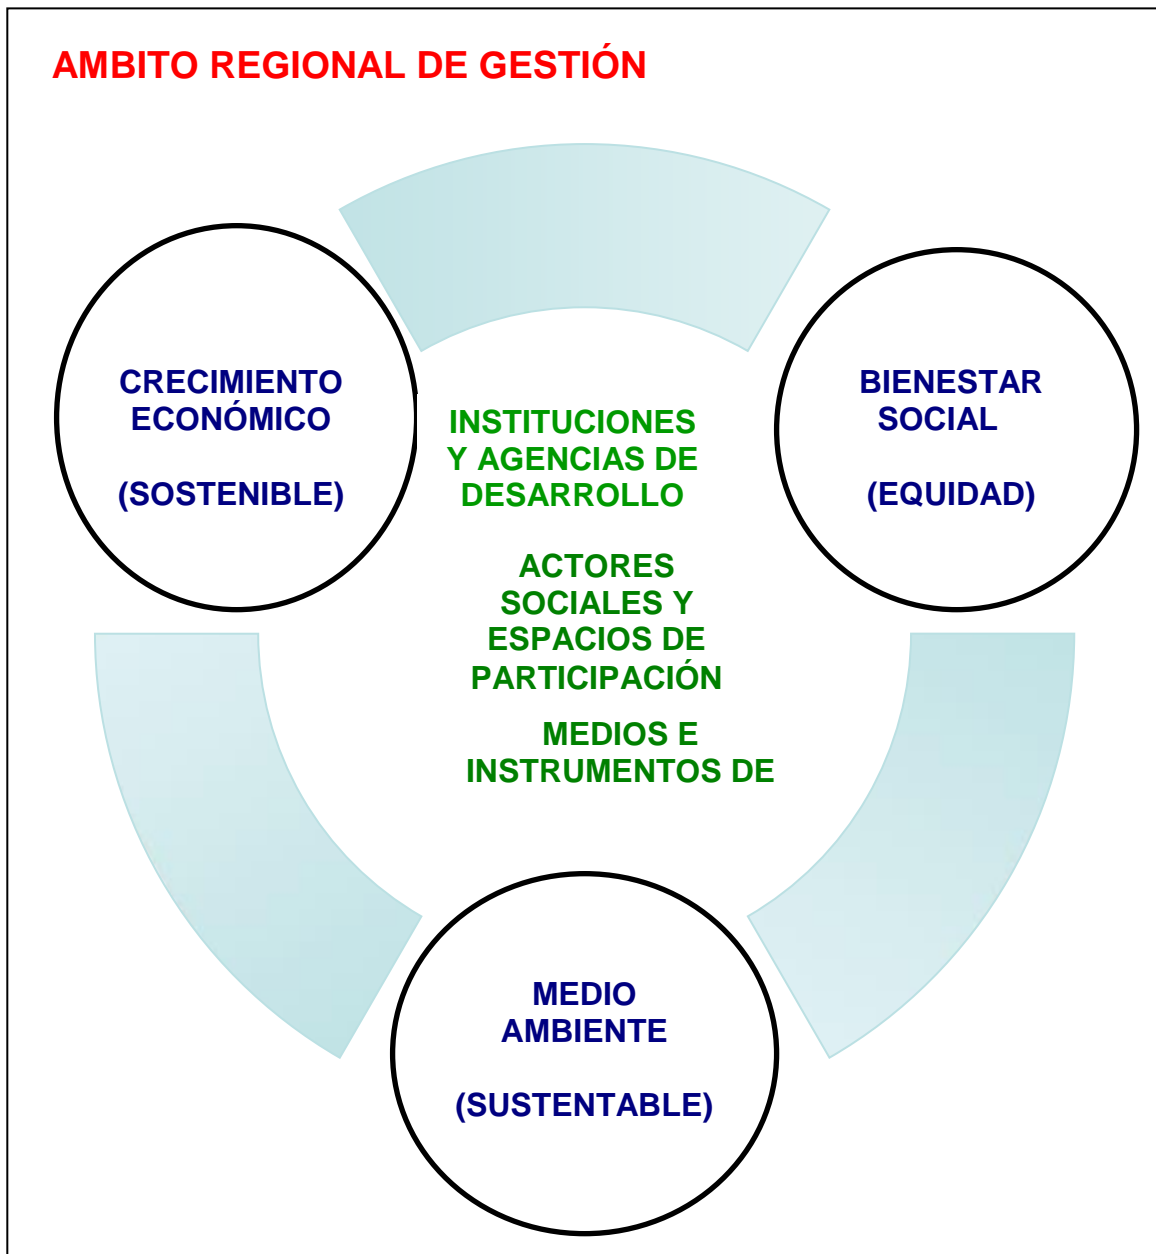 AMBITO REGIONAL DE GESTIÓN
CRECIMIENTO
ECONÓMICO
(SOSTENIBLE)
BIENESTAR
SOCIAL
(EQUIDAD)
INSTITUCIONES
Y AGENCIAS DE
DESARROLLO
ACTORES
SOCIALES Y
ESPACIOS DE
PARTICIPACIÓN
MEDIOS E
INSTRUMENTOS DE
MEDIO
AMBIENTE
(SUSTENTABLE)